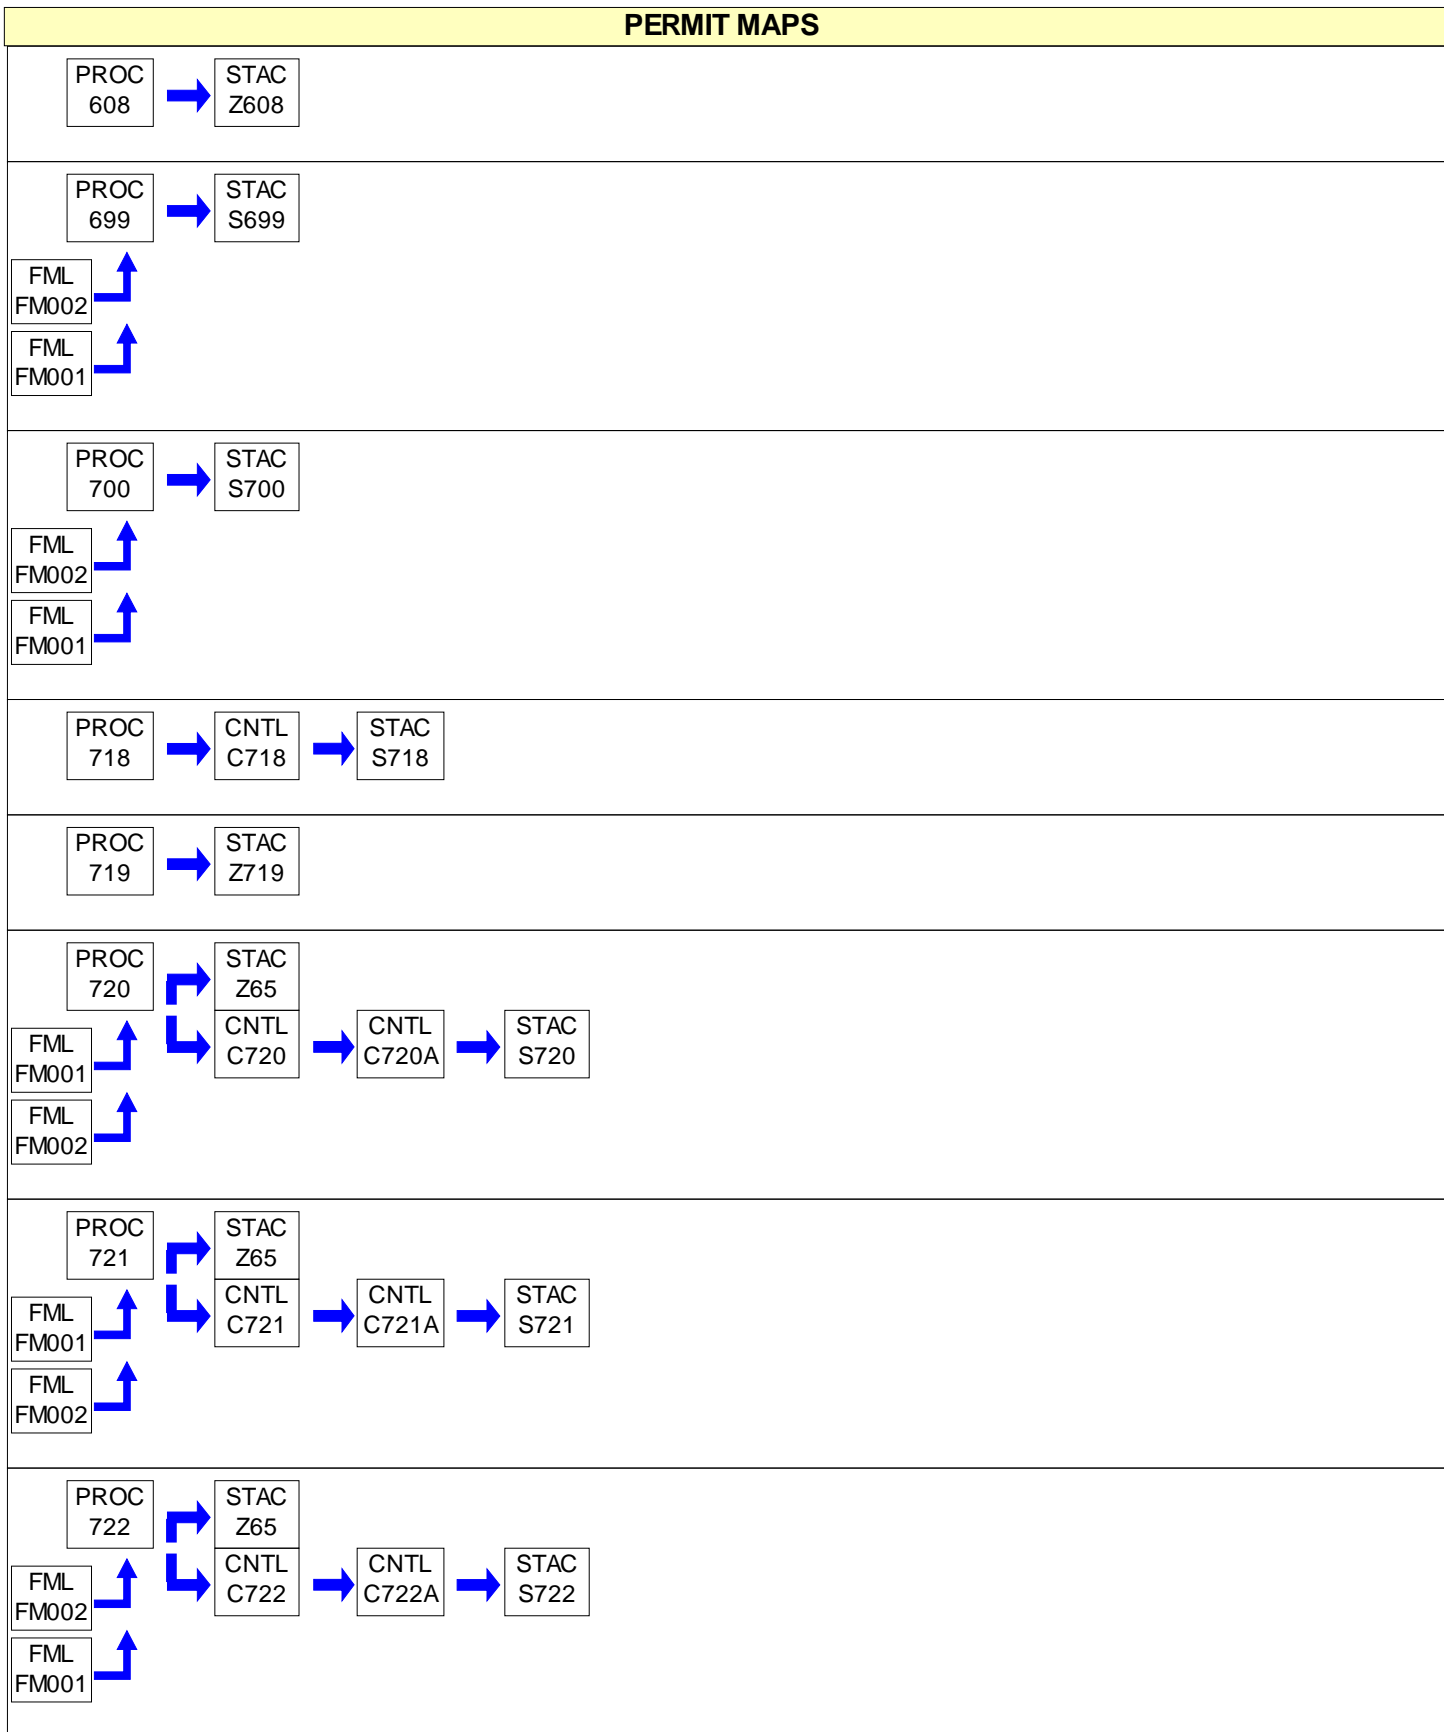 PERMIT MAPS
PROC
608
STAC
Z608
PROC
699
STAC
S699
FML
FM002
FML
FM001
PROC
700
STAC
S700
FML
FM002
FML
FM001
PROC
718
CNTL
C718
STAC
S718
PROC
719
STAC
Z719
PROC
720
STAC
Z65
CNTL
C720
CNTL
C720A
STAC
S720
FML
FM001
FML
FM002
PROC
721
STAC
Z65
CNTL
C721
CNTL
C721A
STAC
S721
FML
FM001
FML
FM002
PROC
722
STAC
Z65
CNTL
C722
CNTL
C722A
STAC
S722
FML
FM002
FML
FM001